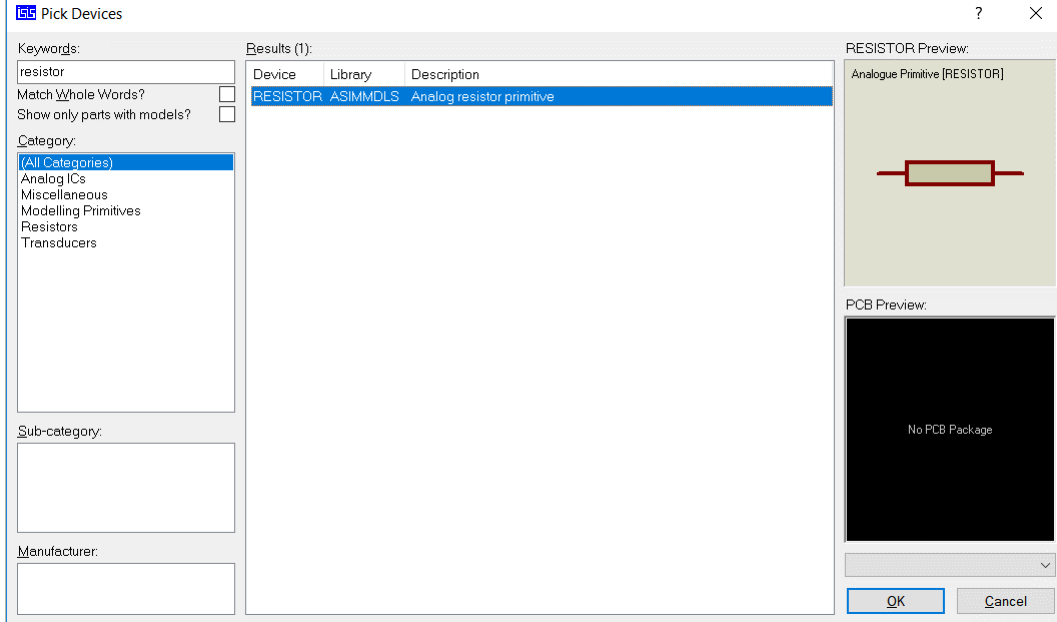 ISIS Pick Devices
?
Keywords:
resistor
Match Whole Words?
Show only parts with models?
Category:
(All Categories)
Analog ICs
Miscellaneous
Modelling Primitives
Resistors
Transducers
Sub-category:
Manufacturer:
Results (1):
Device Library Description
RESISTOR ASIMMDLS Analog resistor primitive
RESISTOR Preview:
Analogue Primitive [RESISTOR]
PCB Preview:
No PCB Package
OK Cancel